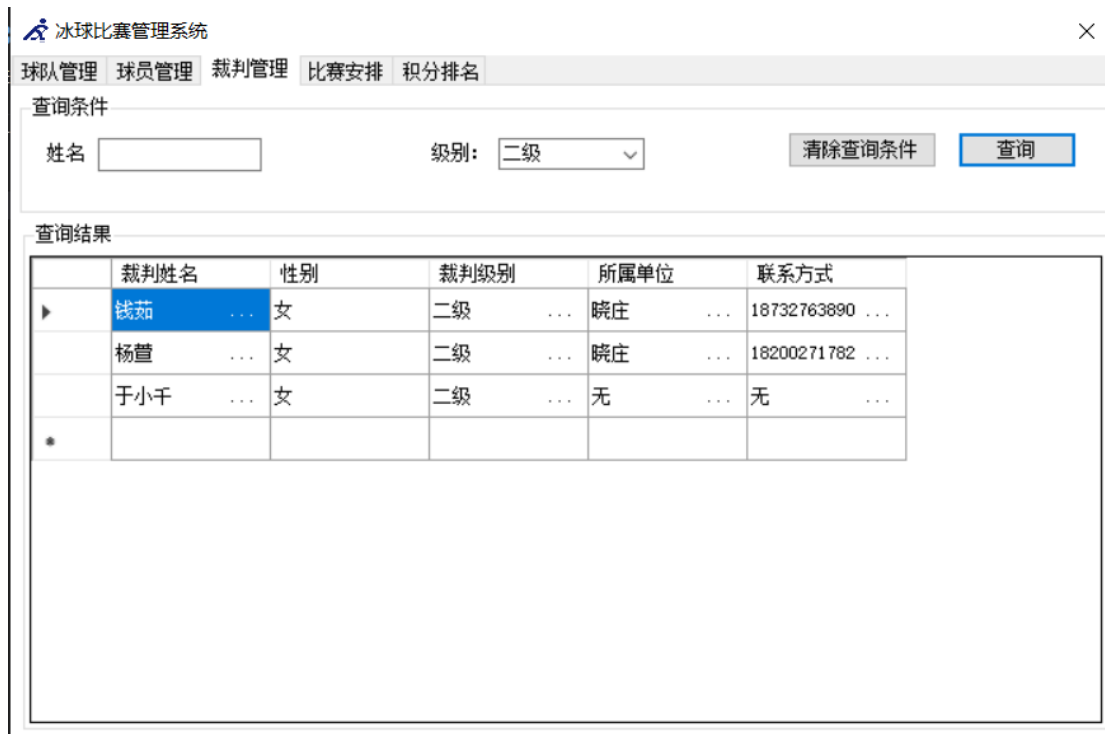 冰球比赛管理系统
球队管理 球员管理 裁判管理 比赛安排 积分排名
查询条件
姓名 级别: 二级 清除查询条件 查询
查询结果
裁判姓名 性别 裁判级别 所属单位 联系方式
钱茹 ... 女 二级 ... 晓庄 ... 18732763890 ...
杨萱 ... 女 二级 ... 晓庄 ... 18200271782 ...
于小千 ... 女 二级 ... 无 ... 无 ...